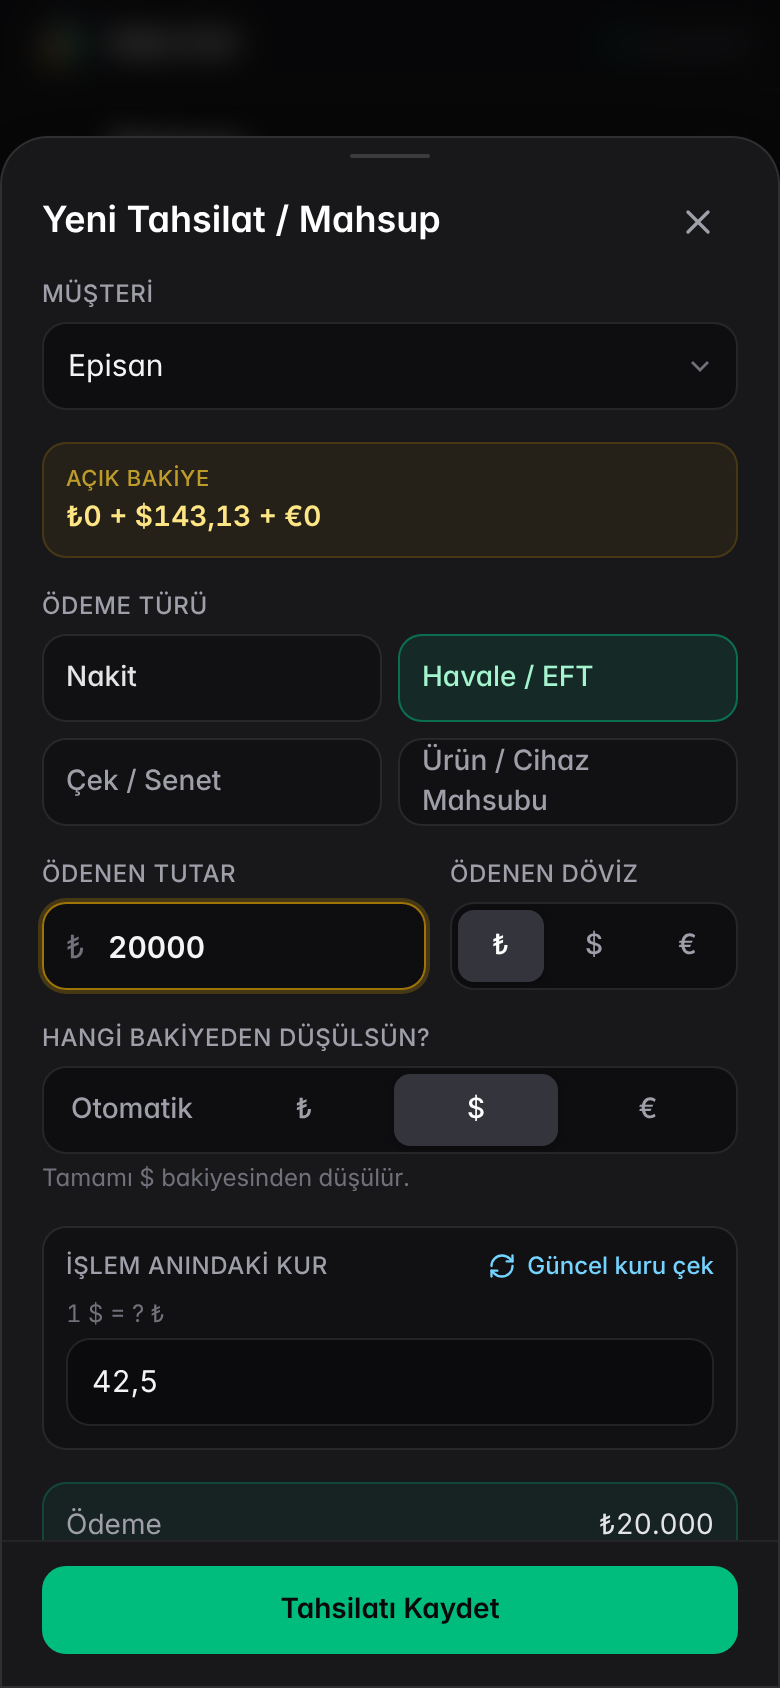 Yeni Tahsilat / Mahsup
MÜŞTERİ
Episan
AÇIK BAKİYE
₺0 + $143,13 + €0
ÖDEME TÜRÜ
Nakit
Havale / EFT
Çek / Senet
Ürün / Cihaz
Mahsubu
ÖDENEN TUTAR
ÖDENEN DÖVİZ
₺ 20000
₺ $ €
HANGİ BAKİYEDEN DÜŞÜLSÜN?
Otomatik ₺ $ €
Tamamı $ bakiyesinden düşülür.
İŞLEM ANINDAKİ KUR
Güncel kuru çek
1 $ = ? ₺
42,5
Ödeme ₺20.000
Tahsilatı Kaydet